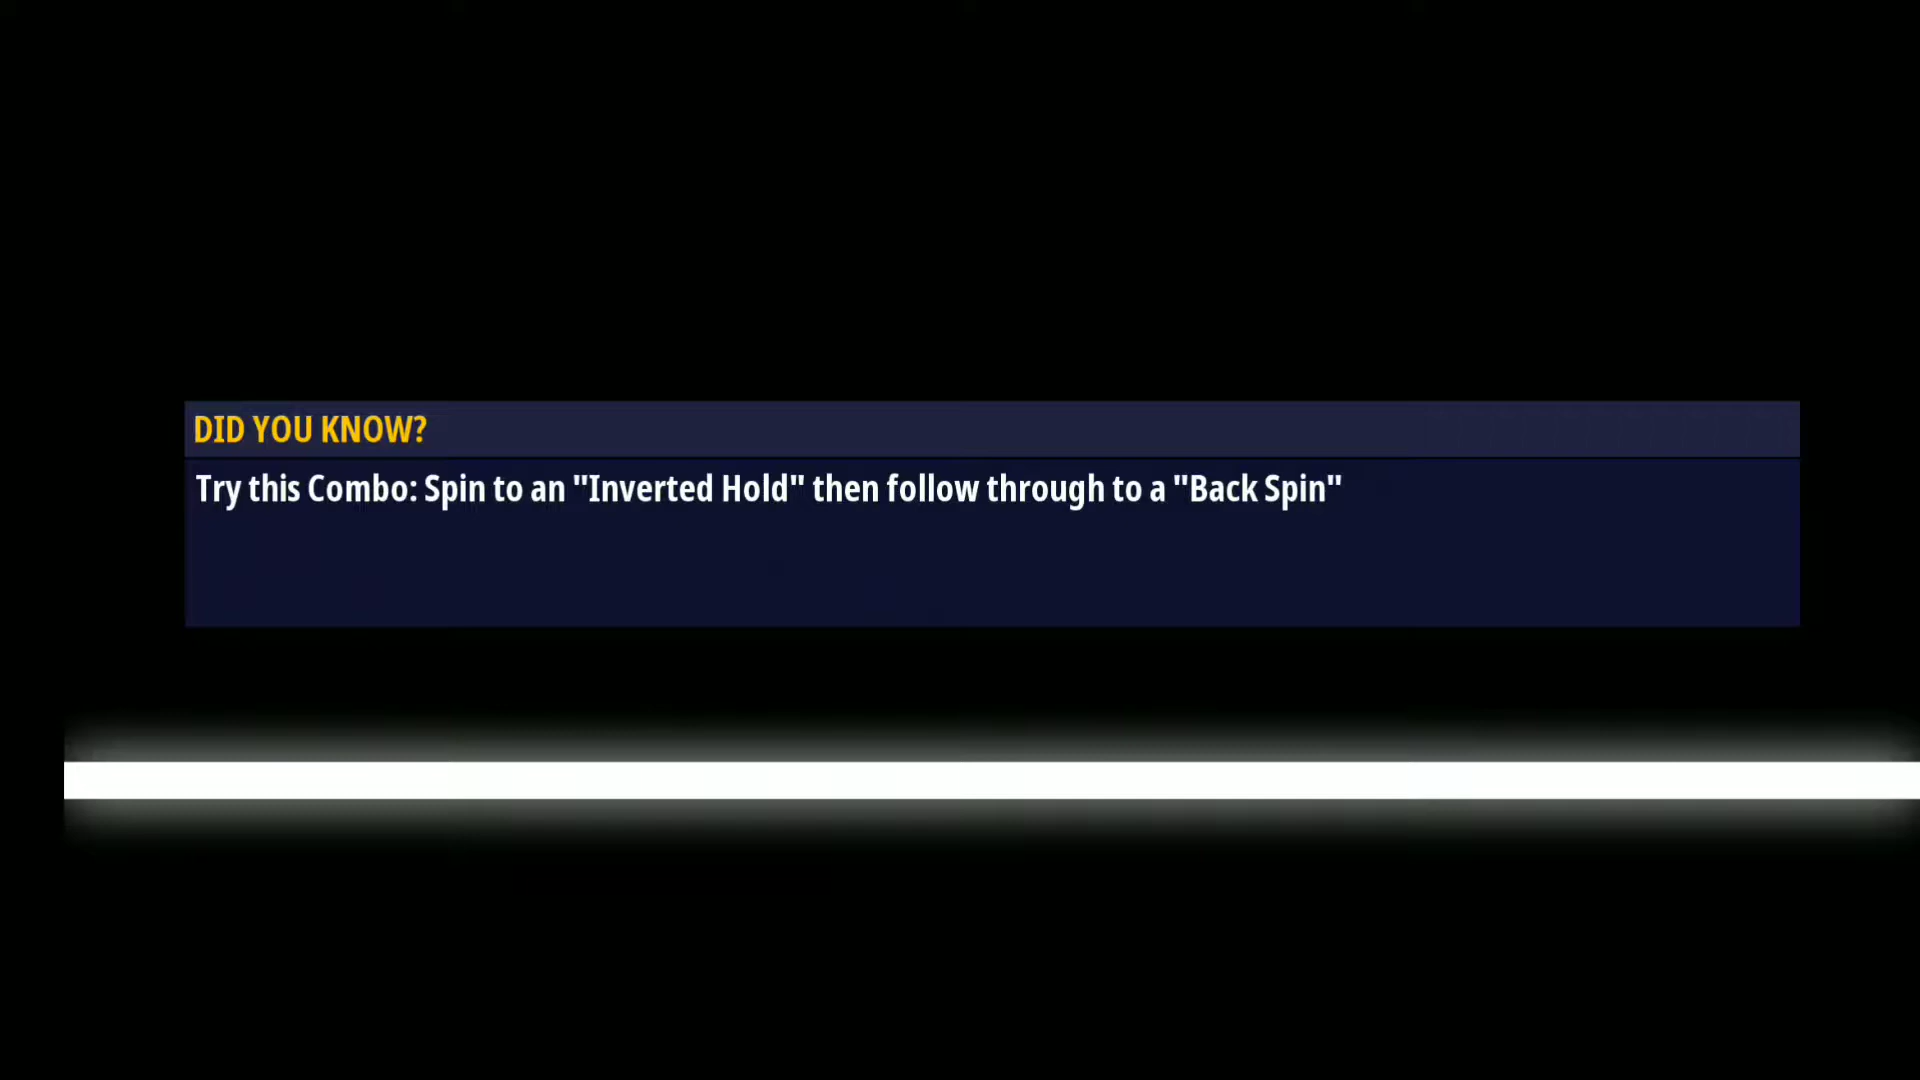 DID YOU KNOW?
Try this Combo: Spin to an "Inverted Hold" then follow through to a "Back Spin"